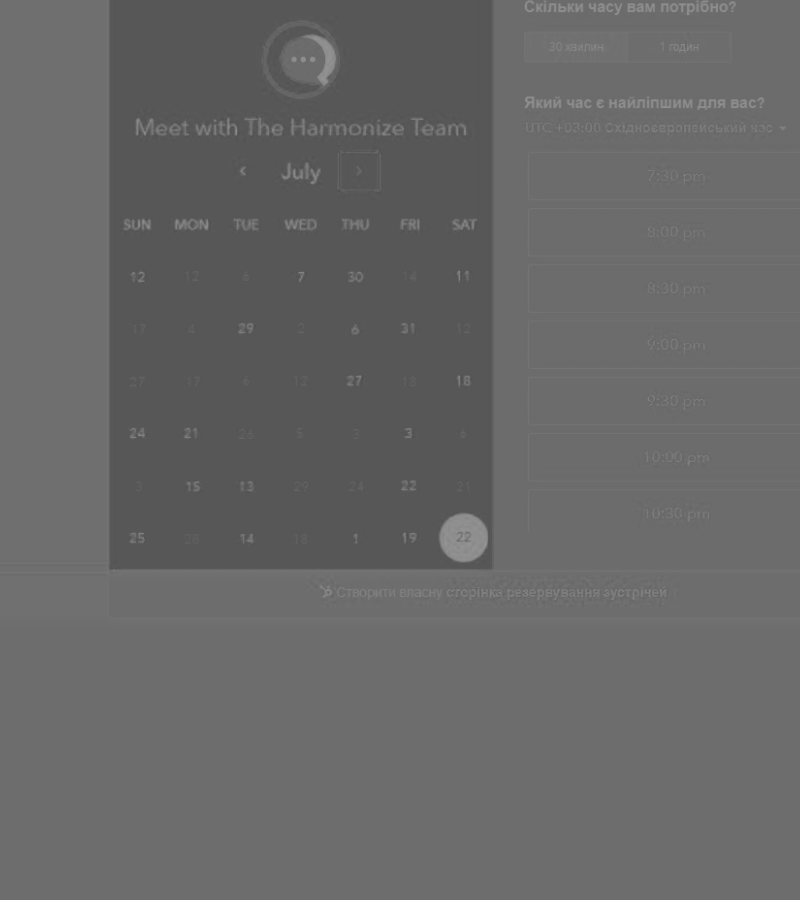 Meet with The Harmonize Team
July
SUN MON TUE WED THU FRI SAT
12 12 6 7 30 14 11
17 4 29 2 6 31 12
27 17 6 12 27 18 18
24 21 26 5 3 3 6
3 15 13 29 24 22 21
25 28 14 18 1 19 22
Скільки часу вам потрібно?
30 хвилин 1 годин
Який час є найліпшим для вас?
UTC +03:00 Східноєвропейський час
7:30 pm
8:00 pm
8:30 pm
9:00 pm
9:30 pm
10:00 pm
10:30 pm
Створити власну сторінка резервування зустрічей